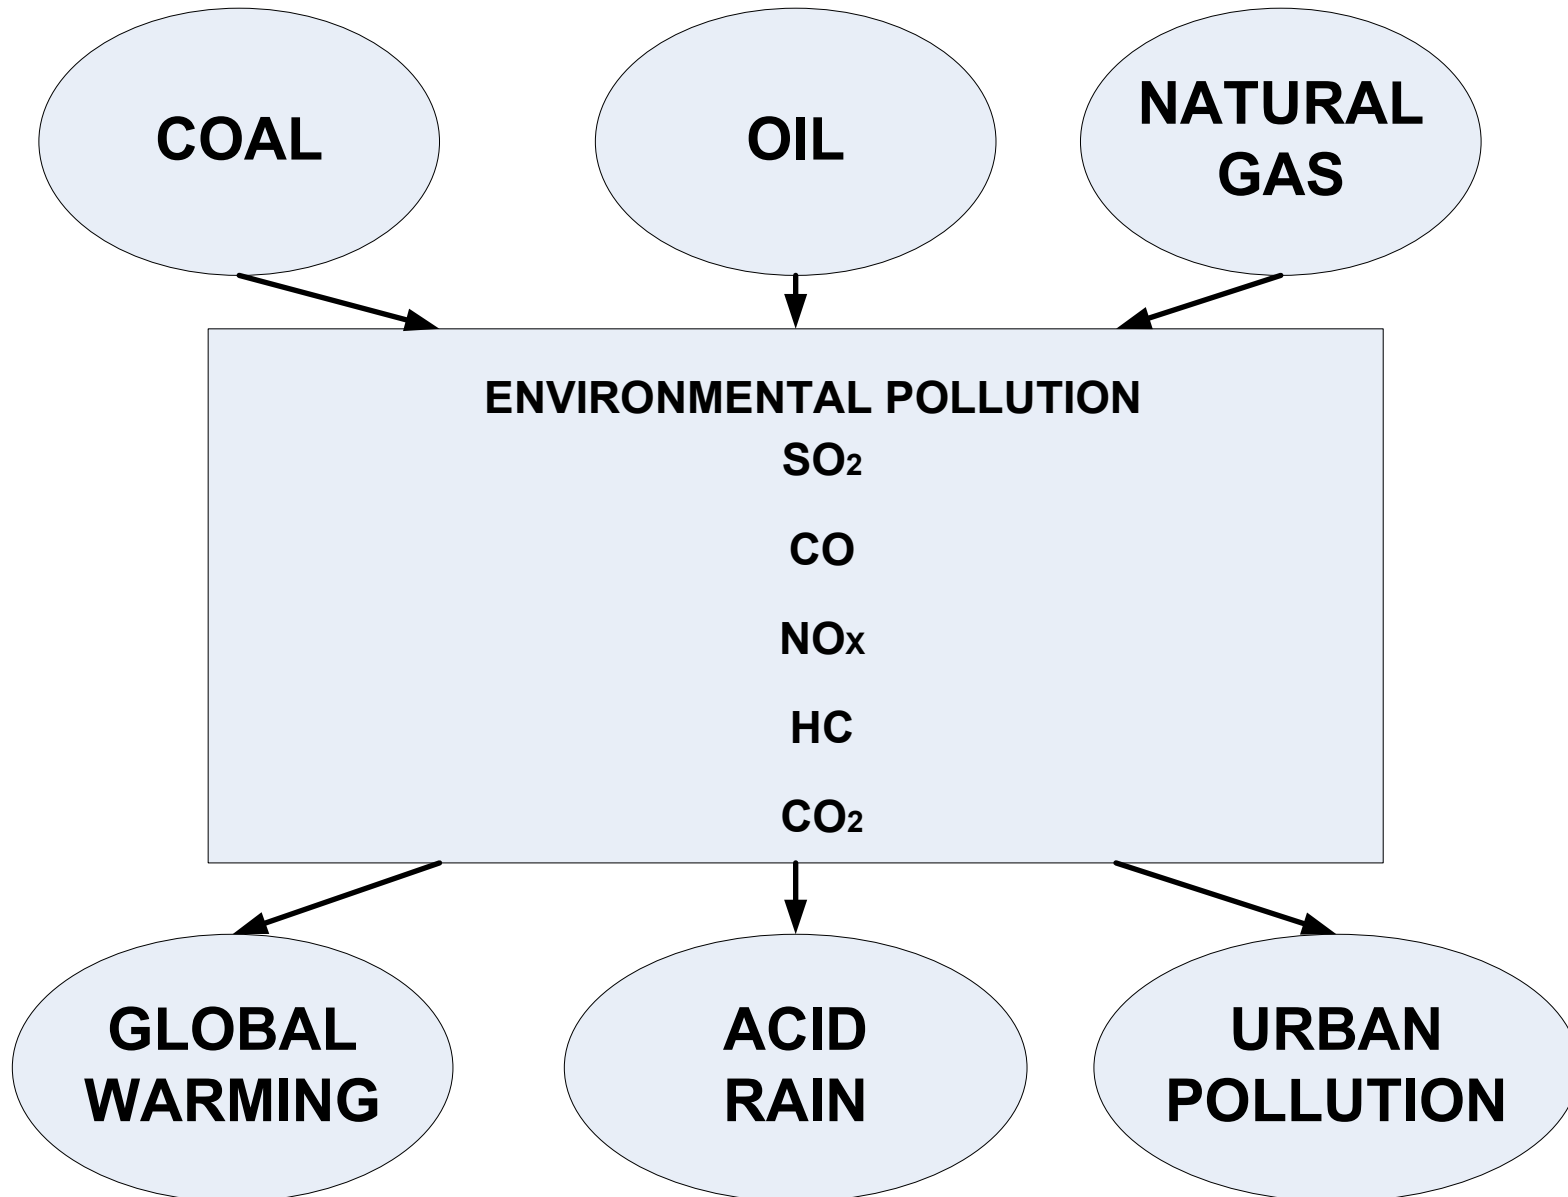 COAL
OIL
NATURAL
GAS
ENVIRONMENTAL POLLUTION
SO2
CO
NOX
HC
CO2
GLOBAL
WARMING
ACID
RAIN
URBAN
POLLUTION